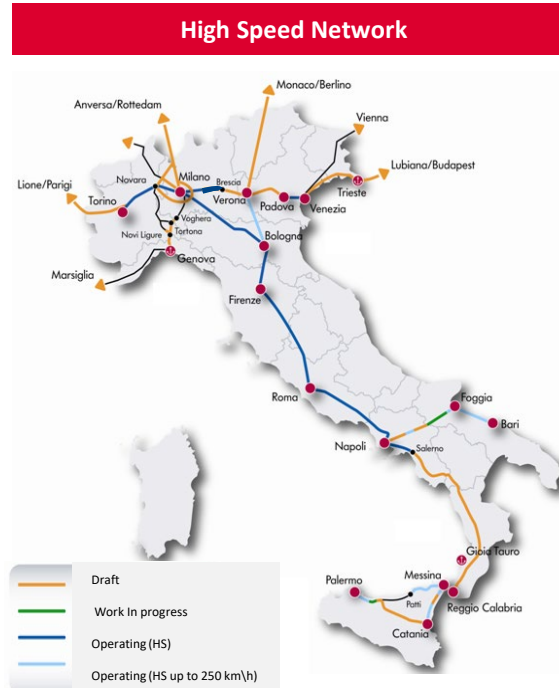 High Speed Network
Monaco/Berlino
Anversa/Rottedam
Vienna
Lubiana/Budapest
Lione/Parigi
Novara
Milano
Brescia
Trieste
Torino
Verona
Padova
Venezia
Voghera
Tortona
Novi Ligure
Bologna
Genova
Marsiglia
Firenze
Roma
Foggia
Bari
Napoli
Salerno
Gioia Tauro
Messina
Palermo
Patti
Reggio Calabria
Catania
Draft
Work In progress
Operating (HS)
Operating (HS up to 250 km\h)